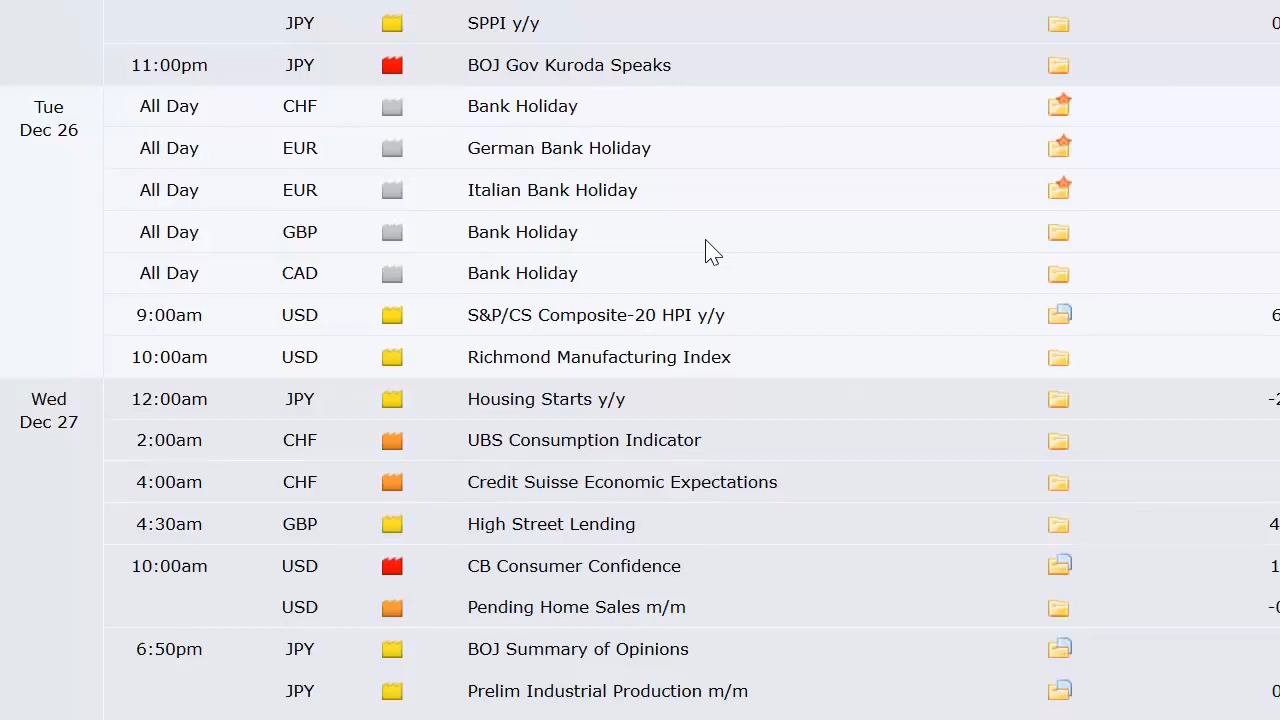 JPY SPPI y/y
11:00pm JPY BOJ Gov Kuroda Speaks
Tue All Day CHF Bank Holiday
Dec 26
All Day EUR German Bank Holiday
All Day EUR Italian Bank Holiday
All Day GBP Bank Holiday
All Day CAD Bank Holiday
9:00am USD S&P/CS Composite-20 HPI y/y 6
10:00am USD Richmond Manufacturing Index
Wed 12:00am JPY Housing Starts y/y -2
Dec 27
2:00am CHF UBS Consumption Indicator
4:00am CHF Credit Suisse Economic Expectations
4:30am GBP High Street Lending 4
10:00am USD CB Consumer Confidence 1
USD Pending Home Sales m/m
6:50pm JPY BOJ Summary of Opinions
JPY Prelim Industrial Production m/m